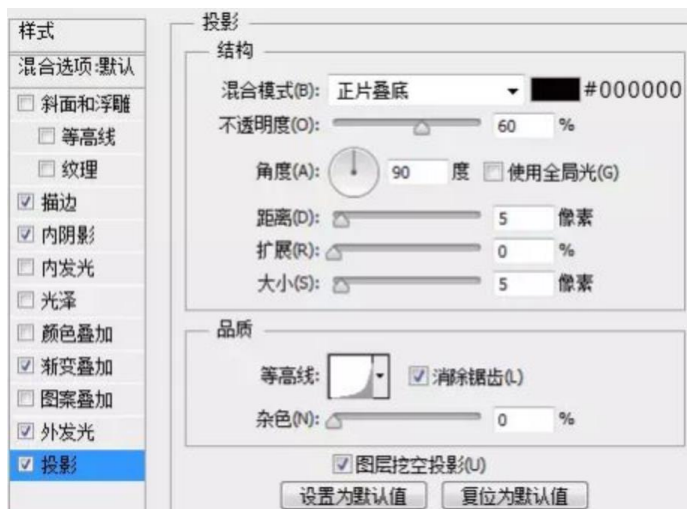 样式
混合选项:默认
斜面和浮雕
等高线
纹理
描边
内阴影
内发光
光泽
颜色叠加
渐变叠加
图案叠加
外发光
投影
投影
结构
混合模式(B): 正片叠底 #000000
不透明度(O): 60 %
角度(A): 90 度 使用全局光(G)
距离(D): 5 像素
扩展(R): 0 %
大小(S): 5 像素
品质
等高线: 消除锯齿(L)
杂色(N): 0 %
图层挖空投影(U)
设置为默认值 复位为默认值